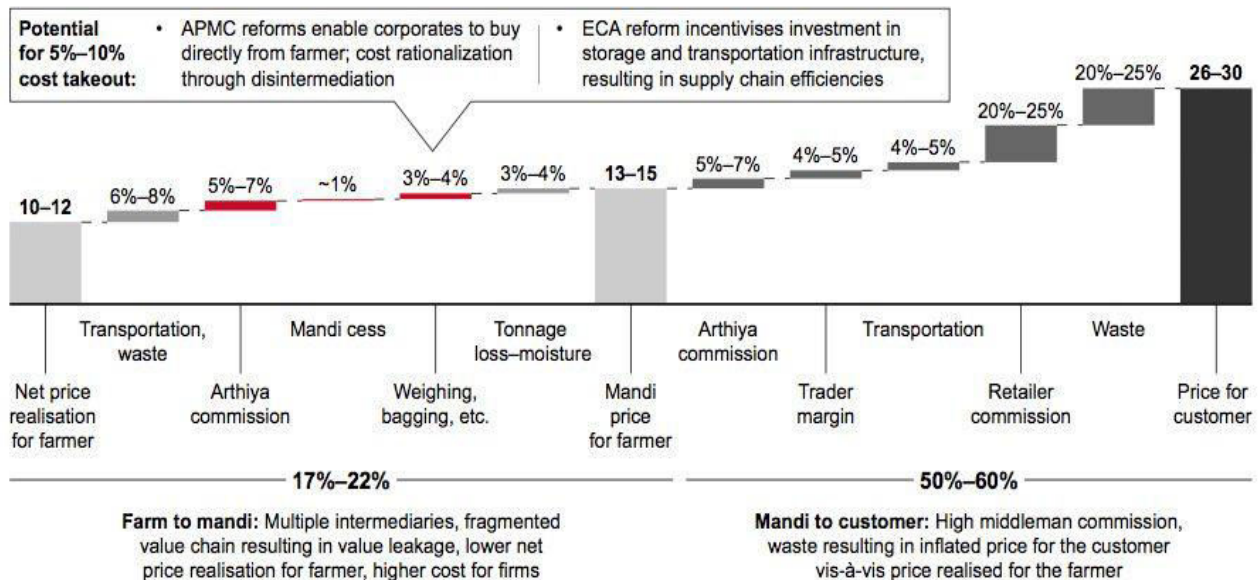 Potential
for 5%–10%
cost takeout:
• APMC reforms enable corporates to buy
directly from farmer; cost rationalization
through disintermediation
• ECA reform incentivises investment in
storage and transportation infrastructure,
resulting in supply chain efficiencies
10–12
6%–8%
5%–7%
~1%
3%–4%
3%–4%
13–15
5%–7%
4%–5%
4%–5%
20%–25%
20%–25%
26–30
Net price
realisation
for farmer
Transportation,
waste
Arthiya
commission
Mandi cess
Weighing,
bagging, etc.
Tonnage
loss–moisture
Mandi
price
for farmer
Arthiya
commission
Trader
margin
Transportation
Retailer
commission
Waste
Price for
customer
17%–22%
Farm to mandi: Multiple intermediaries, fragmented
value chain resulting in value leakage, lower net
price realisation for farmer, higher cost for firms
50%–60%
Mandi to customer: High middleman commission,
waste resulting in inflated price for the customer
vis-à-vis price realised for the farmer